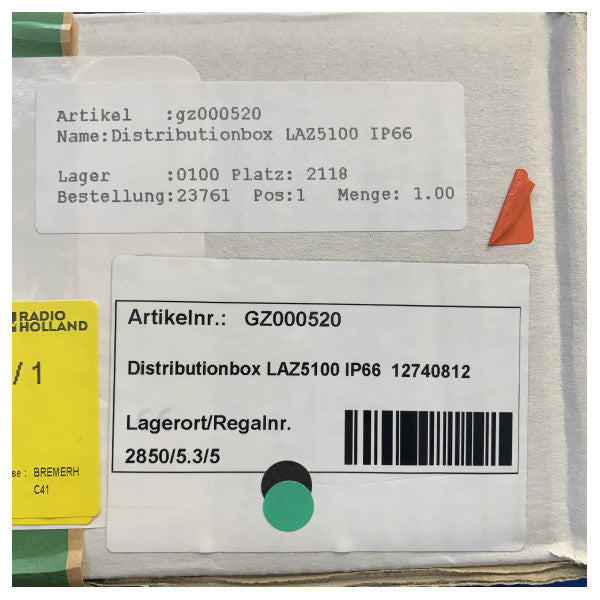 Artikel :gz000520
Name:Distributionbox LAZ5100 IP66
Lager :0100 Platz: 2118
Bestellung:23761 Pos:1 Menge: 1.00
RADIO
HOLLAND
/ 1
se : BREMERH
C41
Artikelnr.: GZ000520
Distributionbox LAZ5100 IP66 12740812
Lagerort/Regalnr.
2850/5.3/5